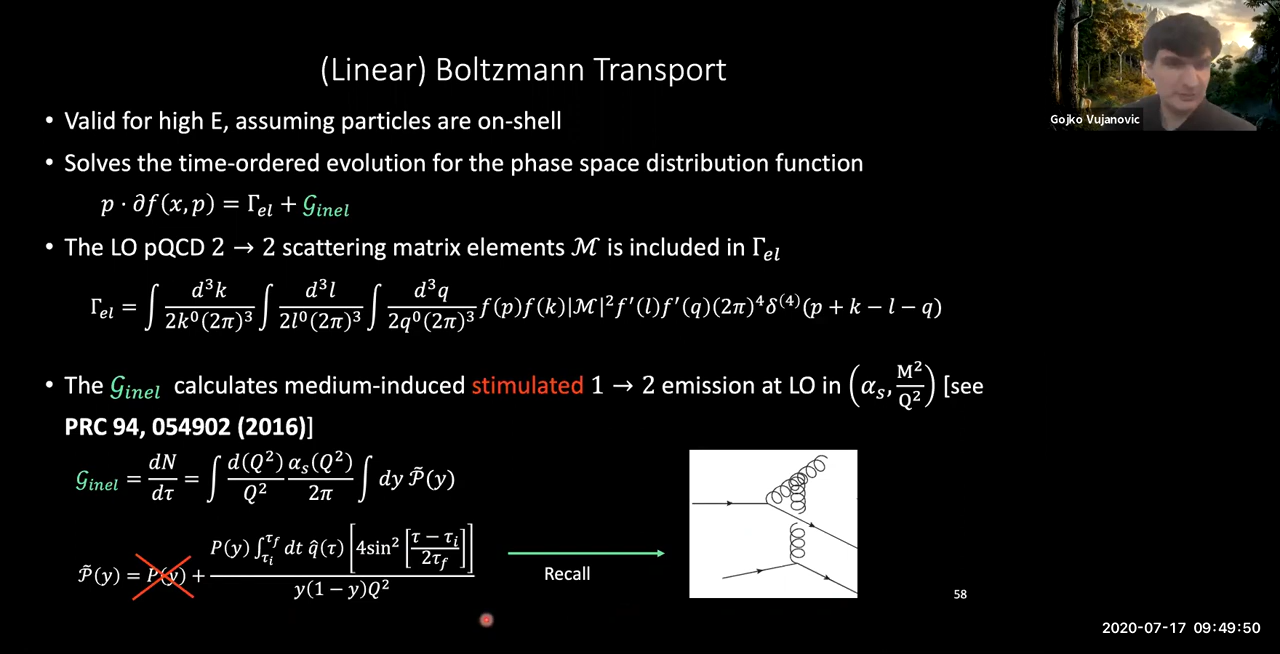 (Linear) Boltzmann Transport
Gojko Vujanovic
• Valid for high E, assuming particles are on-shell
• Solves the time-ordered evolution for the phase space distribution function
p · ∂f(x, p) = Γ_el + 𝒢_inel
• The LO pQCD 2 → 2 scattering matrix elements ℳ is included in Γ_el
Γ_el = ∫ d³k/(2k⁰(2π)³) ∫ d³l/(2l⁰(2π)³) ∫ d³q/(2q⁰(2π)³) f(p)f(k)|ℳ|²f′(l)f′(q)(2π)⁴δ⁽⁴⁾(p + k − l − q)
• The 𝒢_inel calculates medium-induced stimulated 1 → 2 emission at LO in (α_s, M²/Q²) [see
PRC 94, 054902 (2016)]
𝒢_inel = dN/dτ = ∫ d(Q²)/Q² α_s(Q²)/2π ∫ dy 𝒫̃(y)
𝒫̃(y) = P(y) + P(y) ∫_{τ_i}^{τ_f} dt q̂(τ) [4sin² [(τ − τ_i)/2τ_f]] / y(1 − y)Q²
Recall
58
2020-07-17 09:49:50